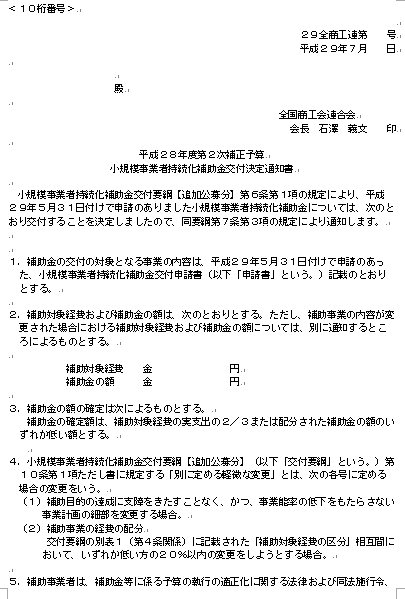 ＜１０桁番号＞
２９全商工連第　　号
平成２９年７月　　日
殿
全国商工会連合会
会長　石澤　義文　　印
平成２８年度第２次補正予算
小規模事業者持続化補助金交付決定通知書
小規模事業者持続化補助金交付要綱【追加公募分】第６条第１項の規定により、平成
２９年５月３１日付けで申請のありました小規模事業者持続化補助金については、次のと
おり交付することを決定しましたので、同要綱第７条第３項の規定により通知します。
１．補助金の交付の対象となる事業の内容は、平成２９年５月３１日付けで申請のあっ
た、小規模事業者持続化補助金交付申請書（以下「申請書」という。）記載のとおり
とする。
２．補助対象経費および補助金の額は、次のとおりとする。ただし、補助事業の内容が変
更された場合における補助対象経費および補助金の額については、別に通知するとこ
ろによるものとする。
補助対象経費　　金　　　　　　　　円
補助金の額　　　金　　　　　　　　円
３．補助金の額の確定は次によるものとする。
補助金の確定額は、補助対象経費の実支出の２／３または配分された補助金の額のい
ずれか低い額とする。
４．小規模事業者持続化補助金交付要綱【追加公募分】（以下「交付要綱」という。）第
１０条第１項ただし書に規定する「別に定める軽微な変更」とは、次の各号に定める
場合の変更をいう。
（１）補助目的の達成に支障をきたすことなく、かつ、事業能率の低下をもたらさない
事業計画の細部を変更する場合。
（２）補助事業の経費の配分
交付要綱の別表１（第４条関係）に記載された「補助対象経費の区分」相互間に
おいて、いずれか低い方の２０％以内の変更をしようとする場合。
５．補助事業者は、補助金等に係る予算の執行の適正化に関する法律および同法施行令、